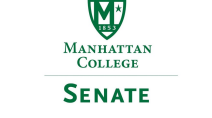 M
1853
MANHATTAN
COLLEGE
SENATE